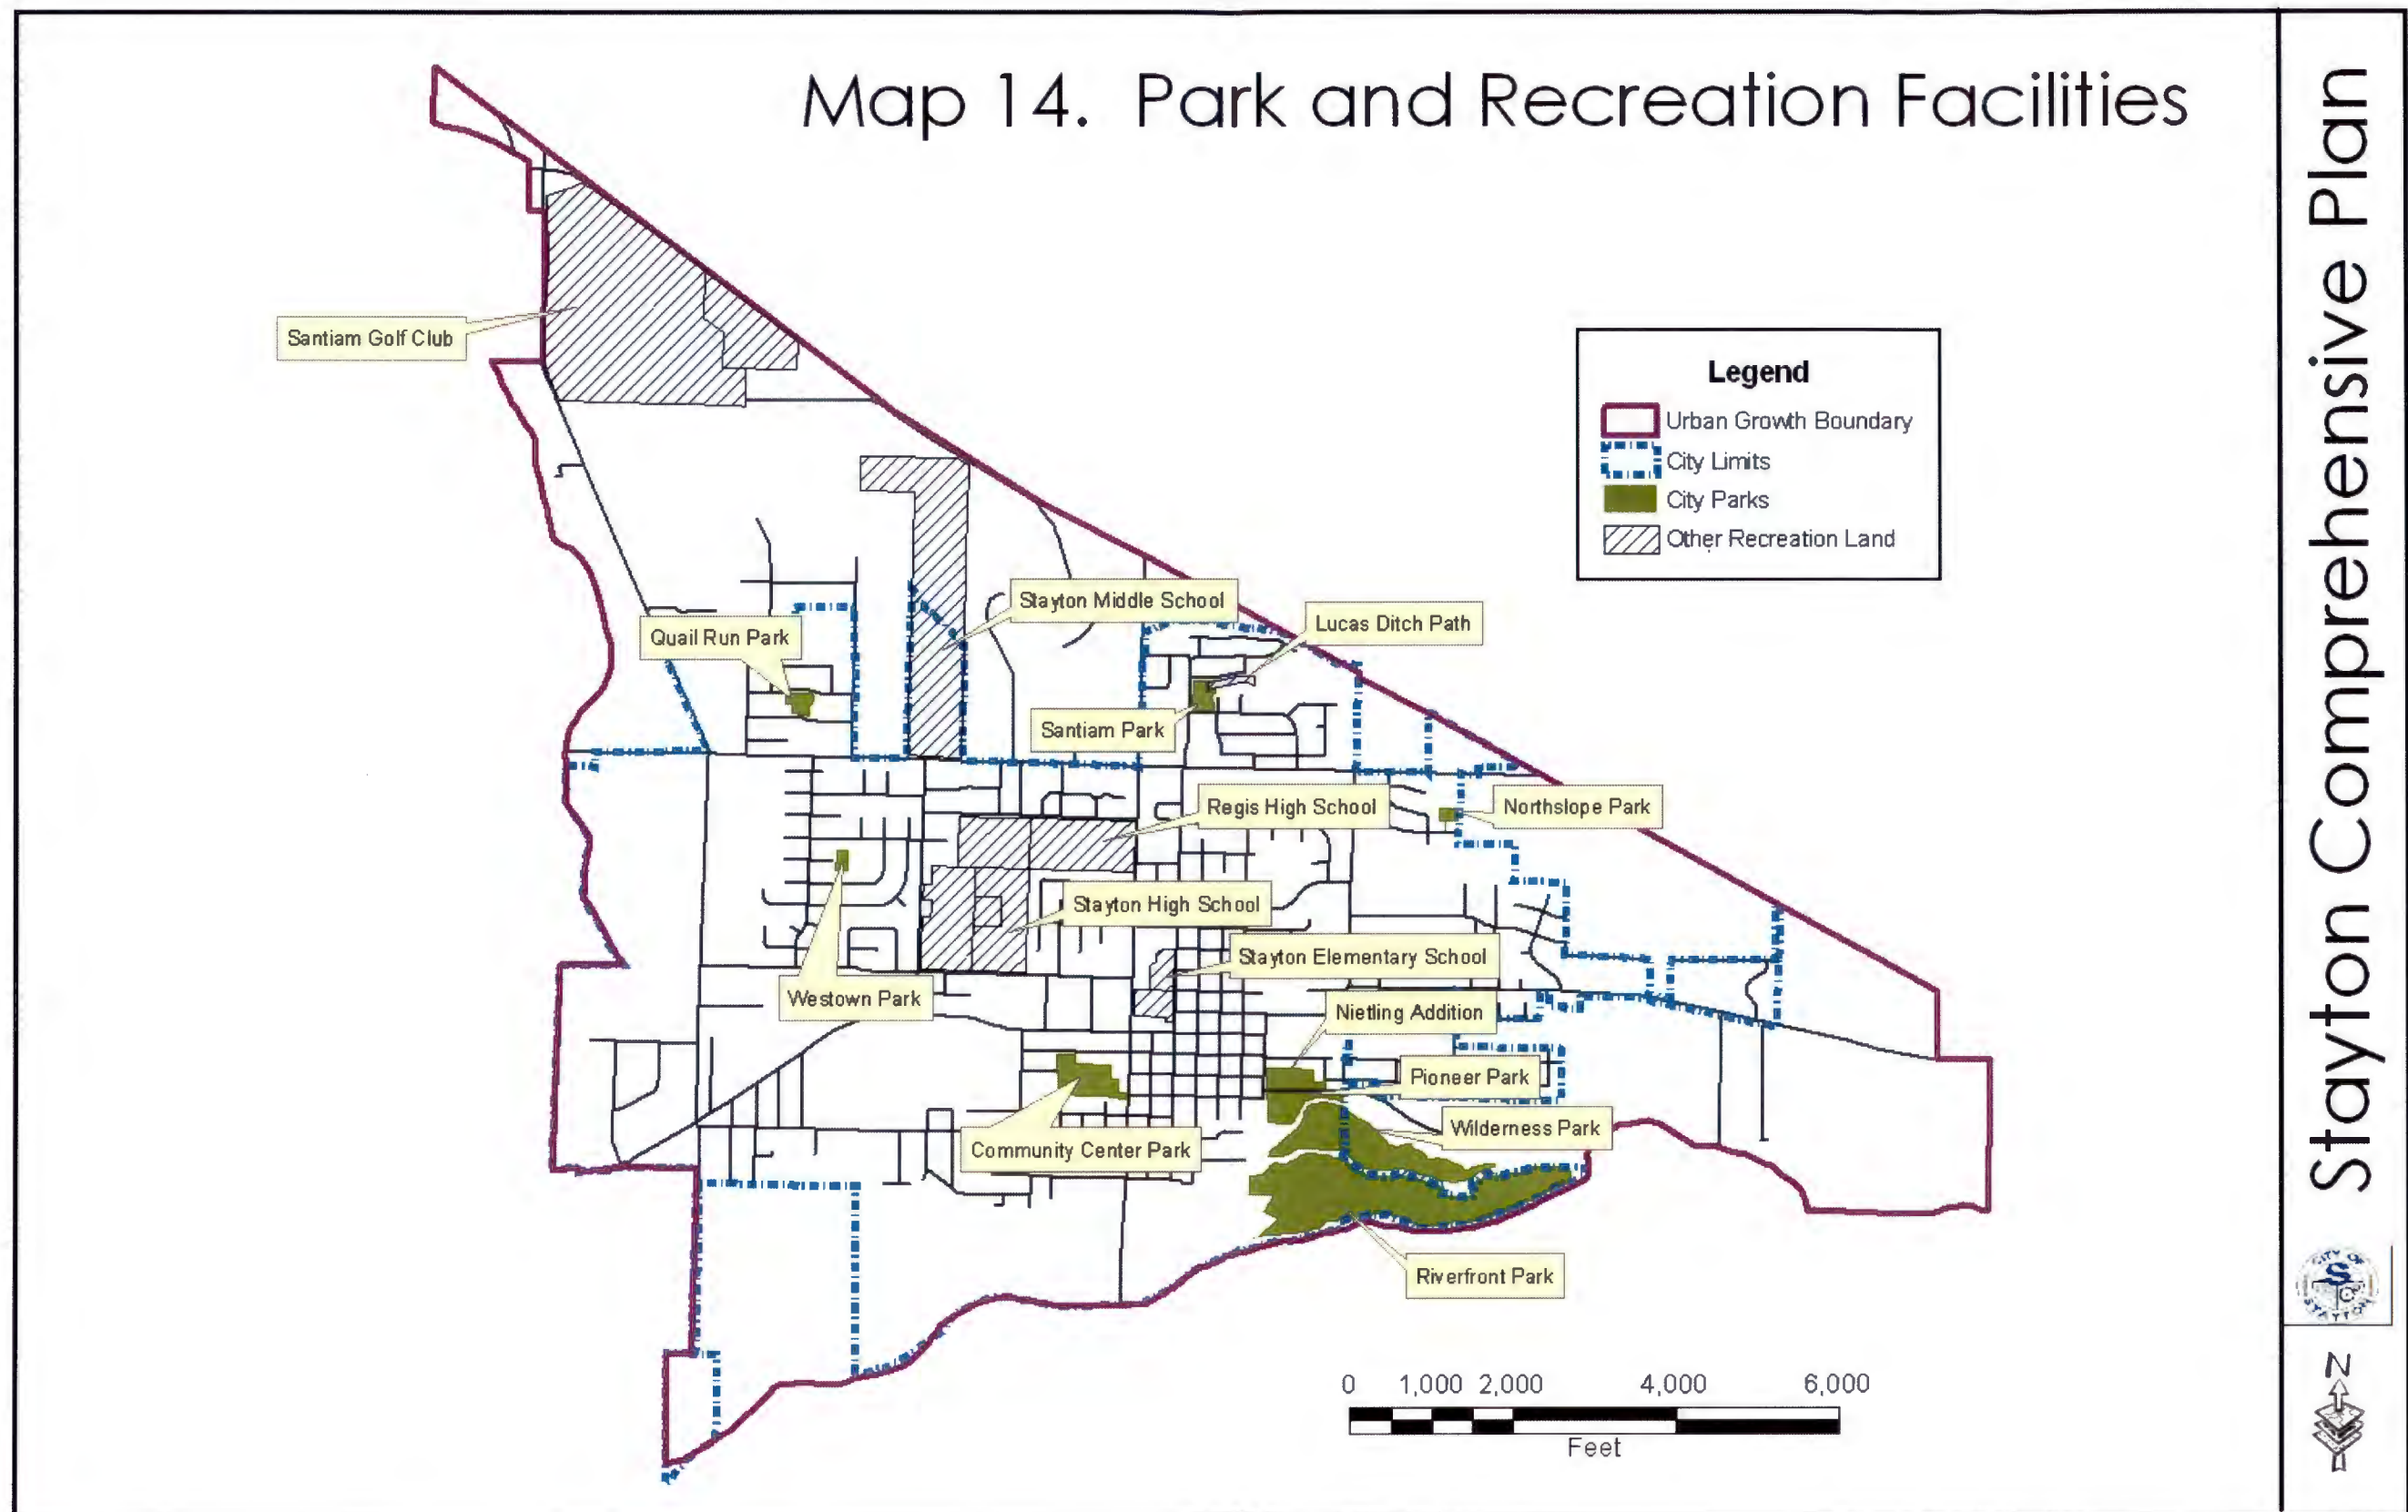 Map 14. Park and Recreation Facilities
Santiam Golf Club
Legend
Urban Growth Boundary
City Limits
City Parks
Other Recreation Land
Stayton Middle School
Lucas Ditch Path
Quail Run Park
Santiam Park
Regis High School
Northslope Park
Stayton High School
Stayton Elementary School
Westown Park
Nietling Addition
Pioneer Park
Wilderness Park
Community Center Park
Riverfront Park
0 1,000 2,000 4,000 6,000
Feet
Stayton Comprehensive Plan
CITY OF
S
STAYTON
N